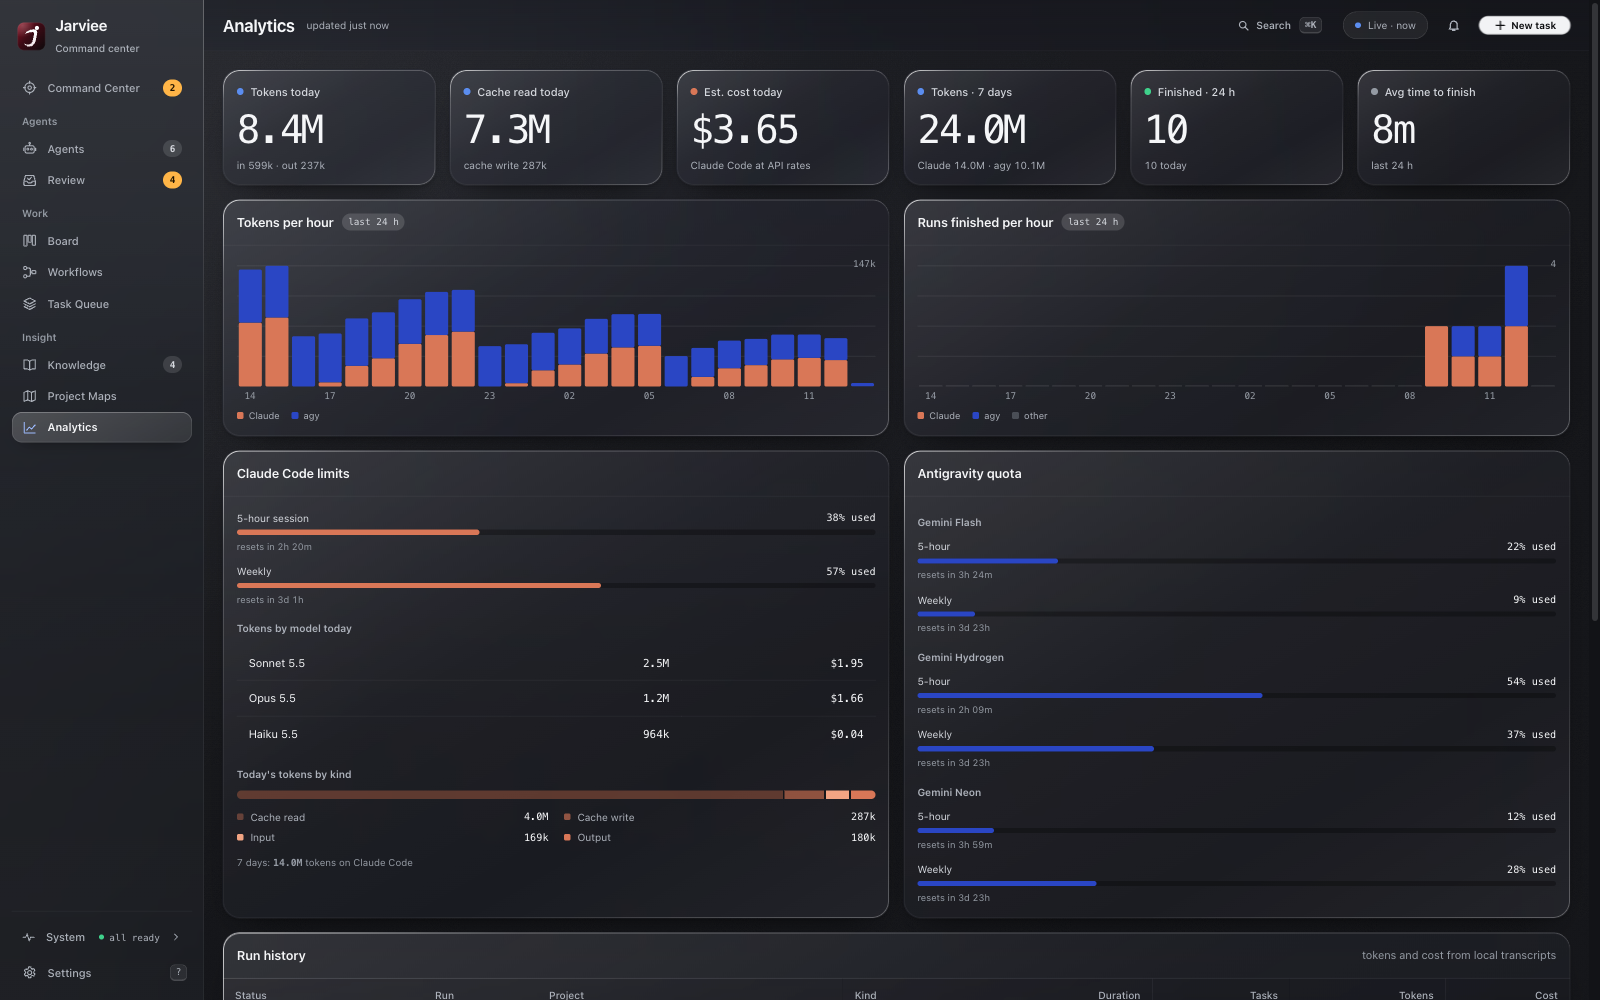 Jarviee
Command center
Command Center 2
Agents
Agents 6
Review 4
Work
Board
Workflows
Task Queue
Insight
Knowledge 4
Project Maps
Analytics
System all ready
Settings ?
Analytics updated just now
Search ⌘K
Live · now
+ New task
Tokens today
8.4M
in 599k · out 237k
Cache read today
7.3M
cache write 287k
Est. cost today
$3.65
Claude Code at API rates
Tokens · 7 days
24.0M
Claude 14.0M · agy 10.1M
Finished · 24 h
10
10 today
Avg time to finish
8m
last 24 h
Tokens per hour last 24 h
147k
14 17 20 23 02 05 08 11
Claude agy
Runs finished per hour last 24 h
4
14 17 20 23 02 05 08 11
Claude agy other
Claude Code limits
5-hour session 38% used
resets in 2h 20m
Weekly 57% used
resets in 3d 1h
Tokens by model today
Sonnet 5.5 2.5M $1.95
Opus 5.5 1.2M $1.66
Haiku 5.5 964k $0.04
Today's tokens by kind
Cache read 4.0M Cache write 287k
Input 169k Output 180k
7 days: 14.0M tokens on Claude Code
Antigravity quota
Gemini Flash
5-hour 22% used
resets in 3h 24m
Weekly 9% used
resets in 3d 23h
Gemini Hydrogen
5-hour 54% used
resets in 2h 09m
Weekly 37% used
resets in 3d 23h
Gemini Neon
5-hour 12% used
resets in 3h 59m
Weekly 28% used
resets in 3d 23h
Run history tokens and cost from local transcripts
Status Run Project Kind Duration Tasks Tokens Cost